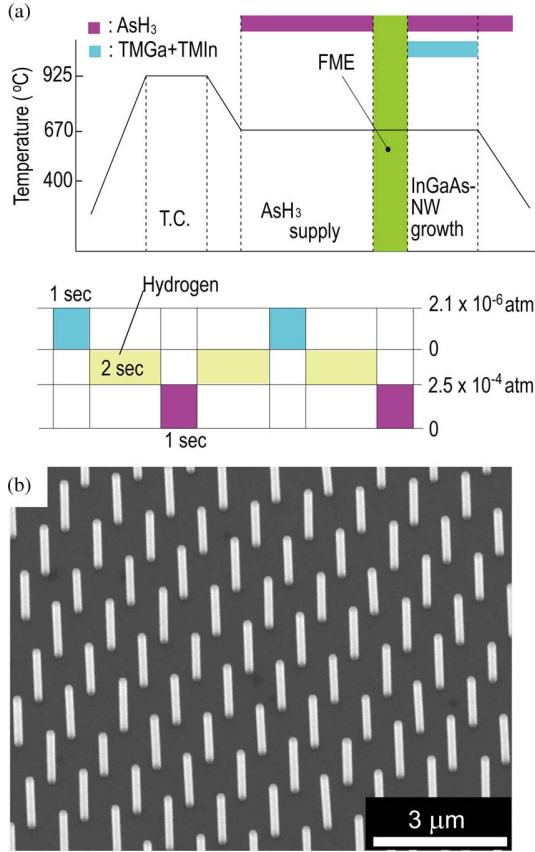 (a)
: AsH₃
: TMGa+TMIn
FME
925
670
400
Temperature (ºC)
T.C.
AsH₃
supply
InGaAs-
NW
growth
Hydrogen
1 sec
2.1 x 10⁻⁶ atm
0
2 sec
2.5 x 10⁻⁴ atm
1 sec
0
(b)
3 μm